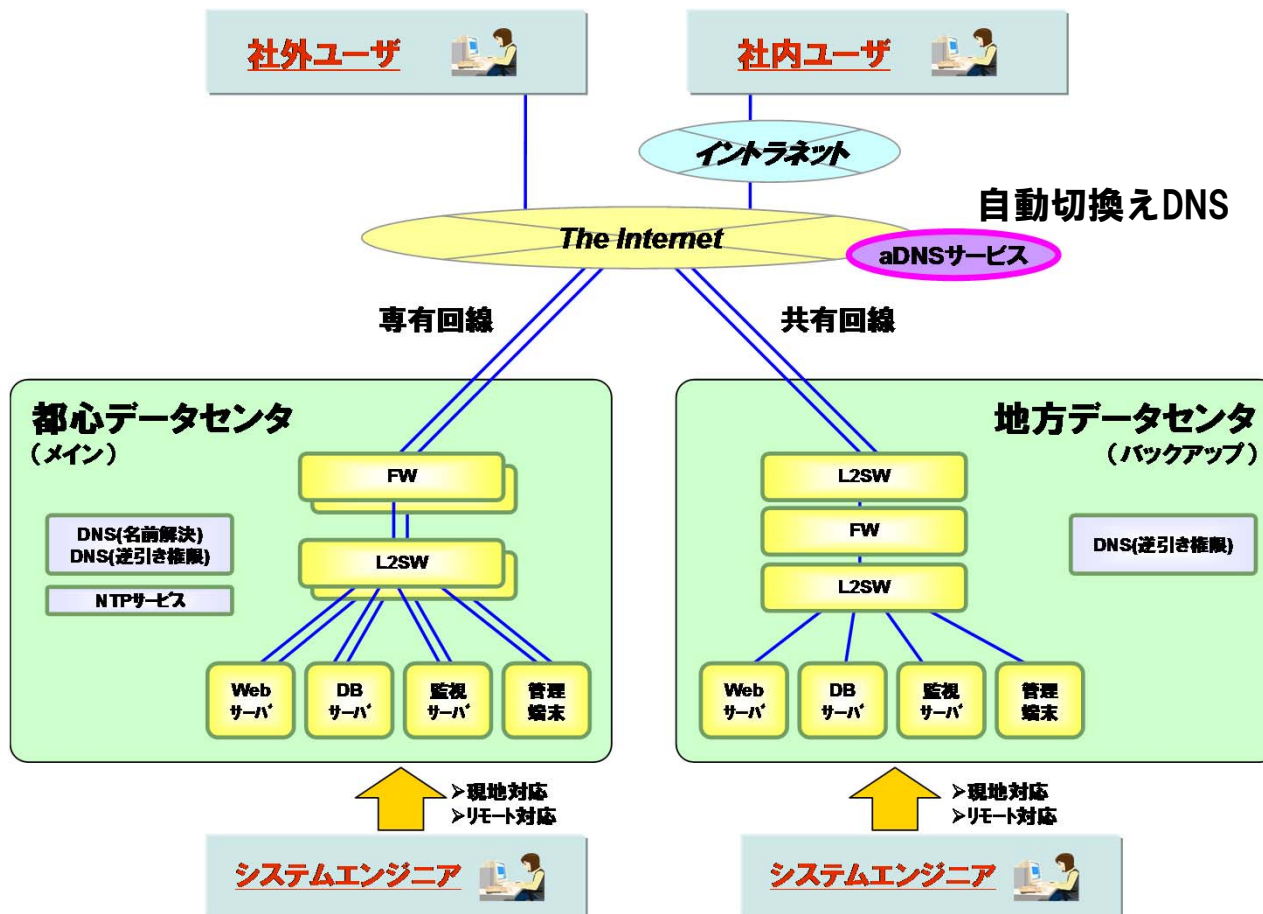 社外ユーザ
社内ユーザ
イントラネット
自動切換えDNS
The Internet
aDNSサービス
専有回線
共有回線
都心データセンタ
（メイン）
FW
DNS(名前解決)
DNS(逆引き権限)
L2SW
NTPサービス
Web
サーバ
DB
サーバ
監視
サーバ
管理
端末
地方データセンタ
（バックアップ）
L2SW
FW
DNS(逆引き権限)
L2SW
Web
サーバ
DB
サーバ
監視
サーバ
管理
端末
➢現地対応
➢リモート対応
➢現地対応
➢リモート対応
システムエンジニア
システムエンジニア